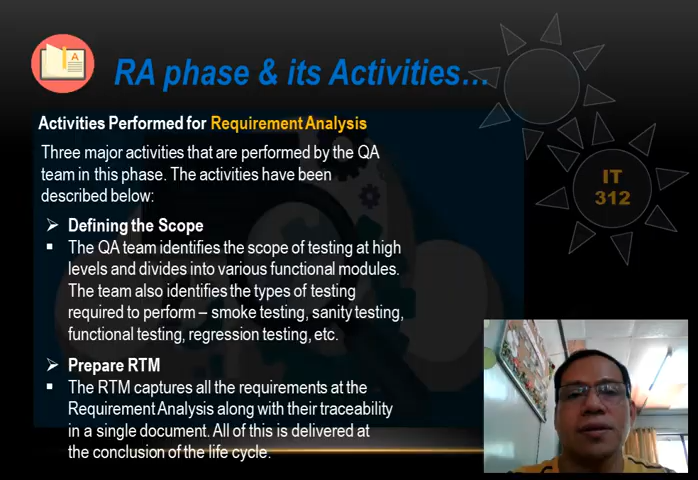 A
RA phase & its Activities...
IT
312
Activities Performed for Requirement Analysis
Three major activities that are performed by the QA
team in this phase. The activities have been
described below:
➢ Defining the Scope
▪ The QA team identifies the scope of testing at high
levels and divides into various functional modules.
The team also identifies the types of testing
required to perform – smoke testing, sanity testing,
functional testing, regression testing, etc.
➢ Prepare RTM
▪ The RTM captures all the requirements at the
Requirement Analysis along with their traceability
in a single document. All of this is delivered at
the conclusion of the life cycle.